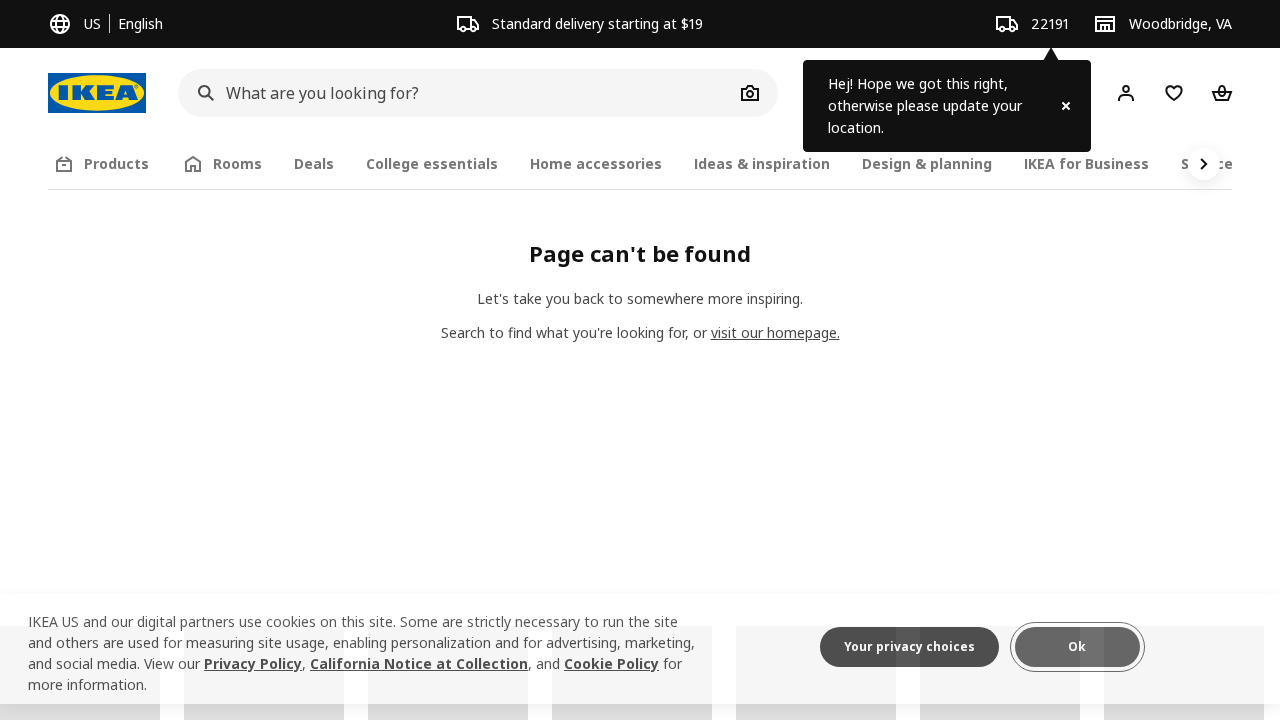 US English
Standard delivery starting at $19
22191
Woodbridge, VA
IKEA
What are you looking for?
Hej! Hope we got this right,
otherwise please update your
location.
Products Rooms Deals College essentials Home accessories Ideas & inspiration Design & planning IKEA for Business
Page can't be found
Let's take you back to somewhere more inspiring.
Search to find what you're looking for, or visit our homepage.
IKEA US and our digital partners use cookies on this site. Some are strictly necessary to run the site
and others are used for measuring site usage, enabling personalization and for advertising, marketing,
and social media. View our Privacy Policy, California Notice at Collection, and Cookie Policy for
more information.
Your privacy choices
Ok